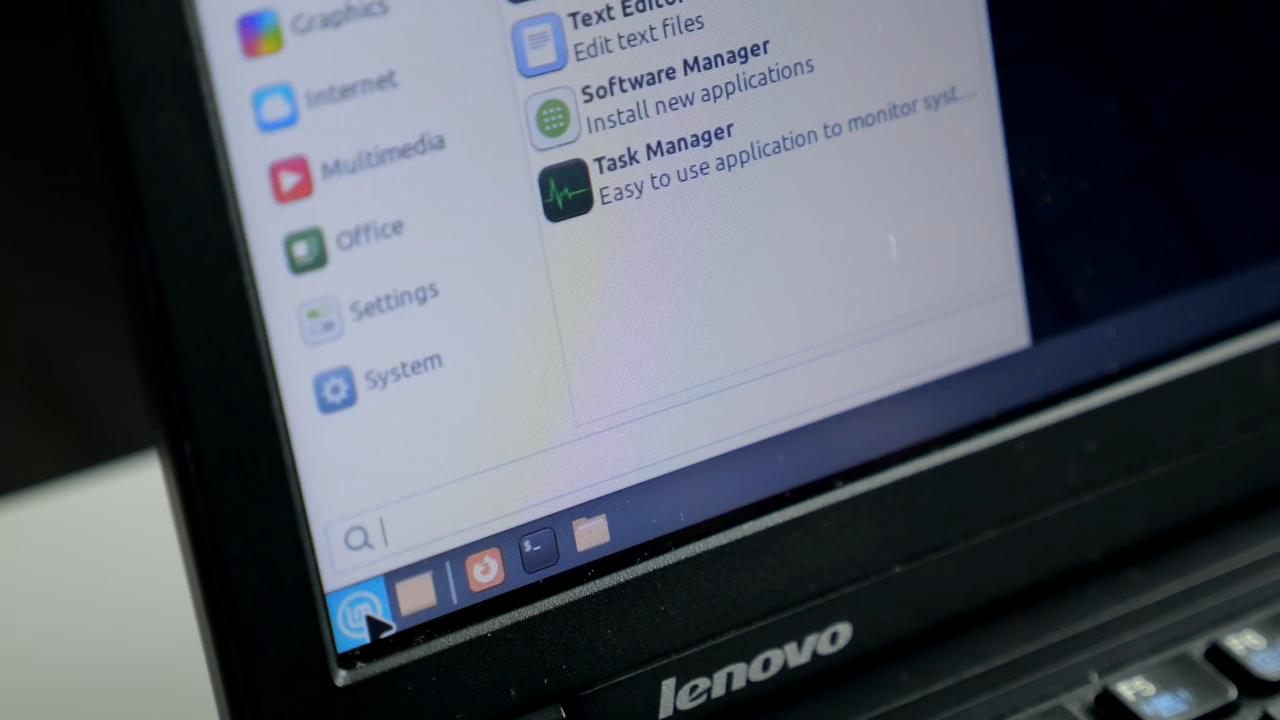 Graphics
Internet
Multimedia
Office
Settings
System
Text Editor
Edit text files
Software Manager
Install new applications
Task Manager
Easy to use application to monitor syst...
$_
lenovo
F5
F6